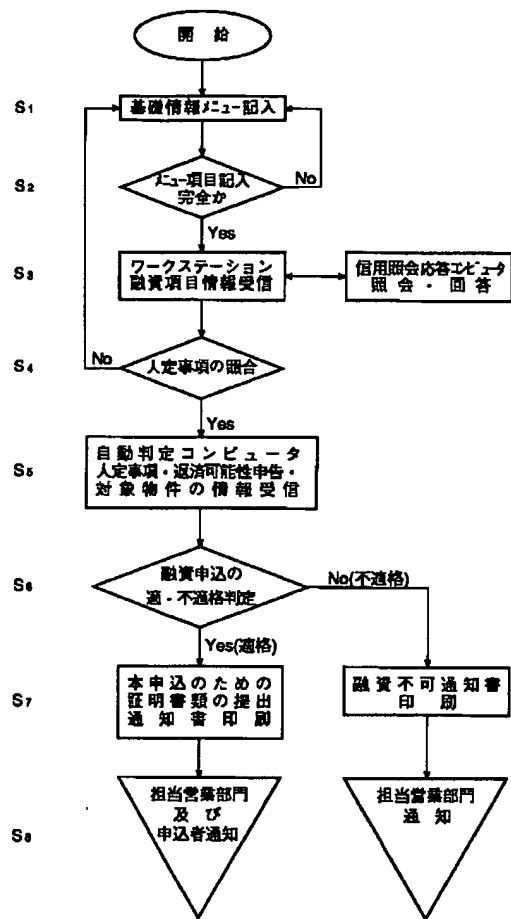 開 始
S1
基礎情報メニュー記入
S2
メニュー項目記入
完全か
No
Yes
S3
ワークステーション
融資項目情報受信
信用照会応答コンピュータ
照会・回答
No
S4
人定事項の照合
Yes
S5
自動判定コンピュータ
人定事項・返済可能性申告・
対象物件の情報受信
S6
融資申込の
適・不適格判定
No(不適格)
Yes(適格)
S7
本申込のための
証明書類の提出
通知書印刷
融資不可通知書
印刷
S8
担当営業部門
及び
申込者通知
担当営業部門
通知